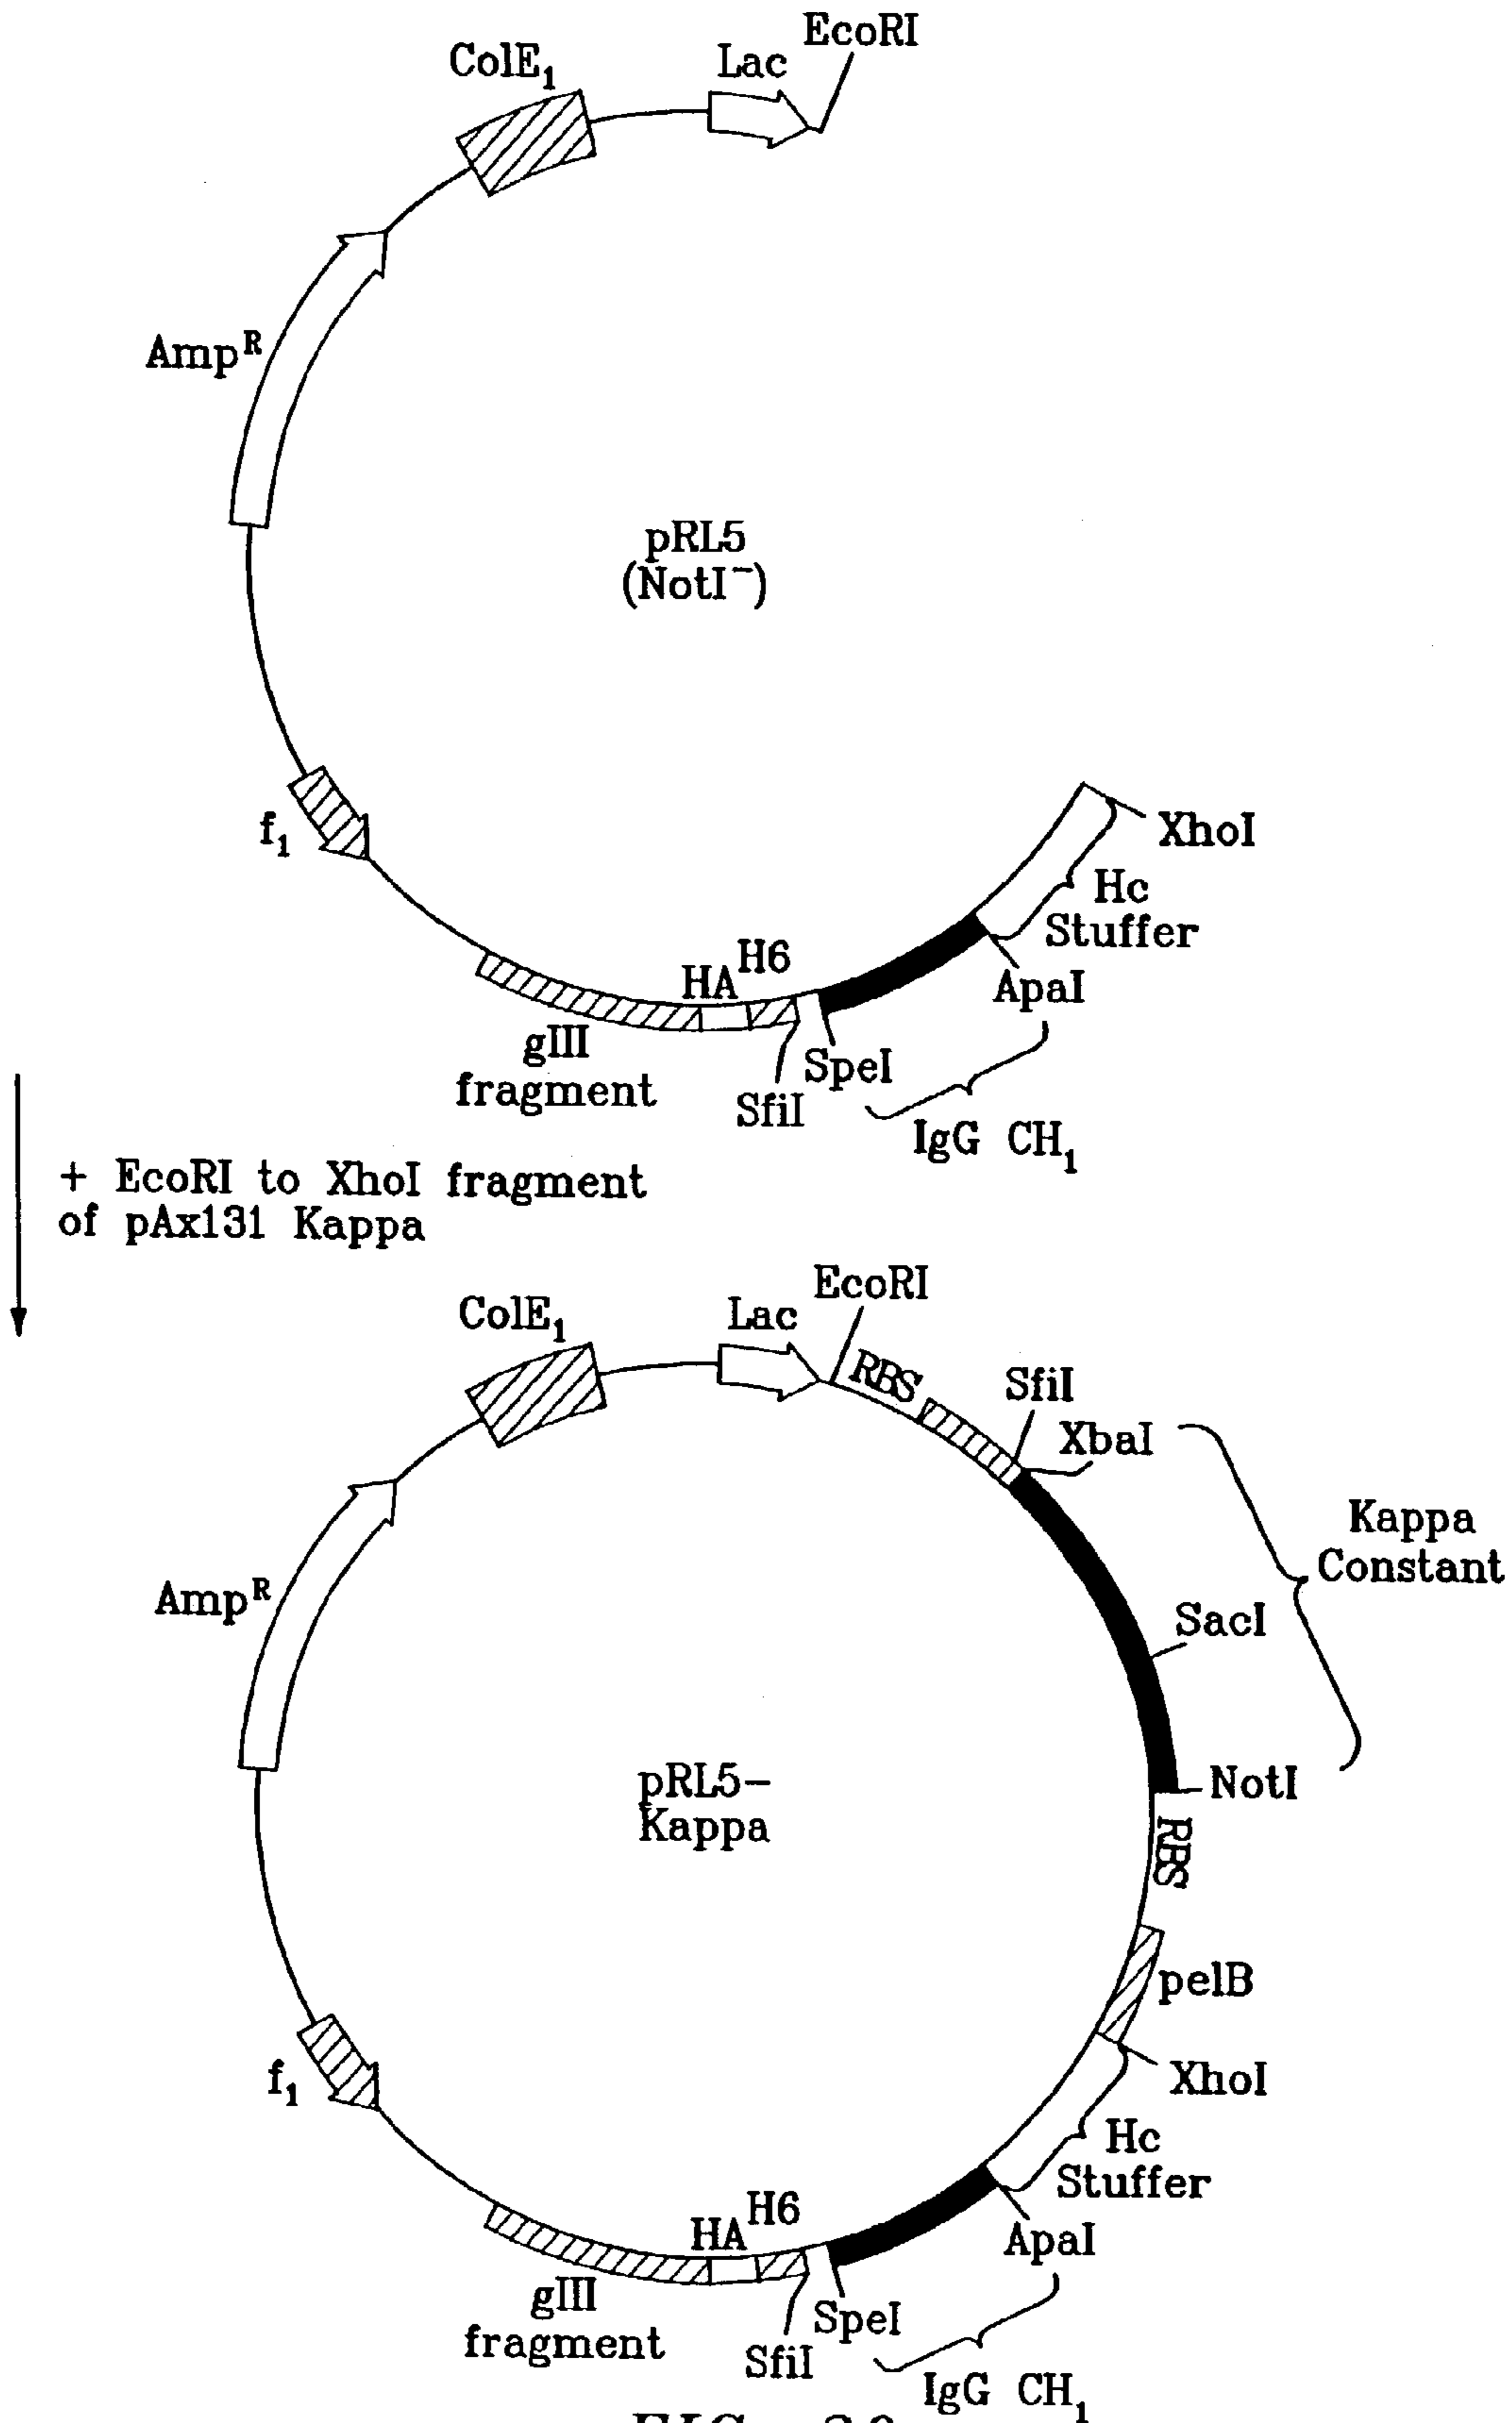 EcoRI
Lac
ColE1
AmpR
pRL5
(NotI⁻)
f1
XhoI
Hc
Stuffer
ApaI
H6
HA
SpeI
SfiI
gIII
fragment
IgG CH1
+ EcoRI to XhoI fragment
of pAx131 Kappa
EcoRI
Lac
ColE1
RBS
SfiI
XbaI
Kappa
Constant
AmpR
SacI
pRL5-
Kappa
NotI
RBS
pelB
XhoI
f1
Hc
Stuffer
ApaI
H6
HA
SpeI
SfiI
gIII
fragment
IgG CH1